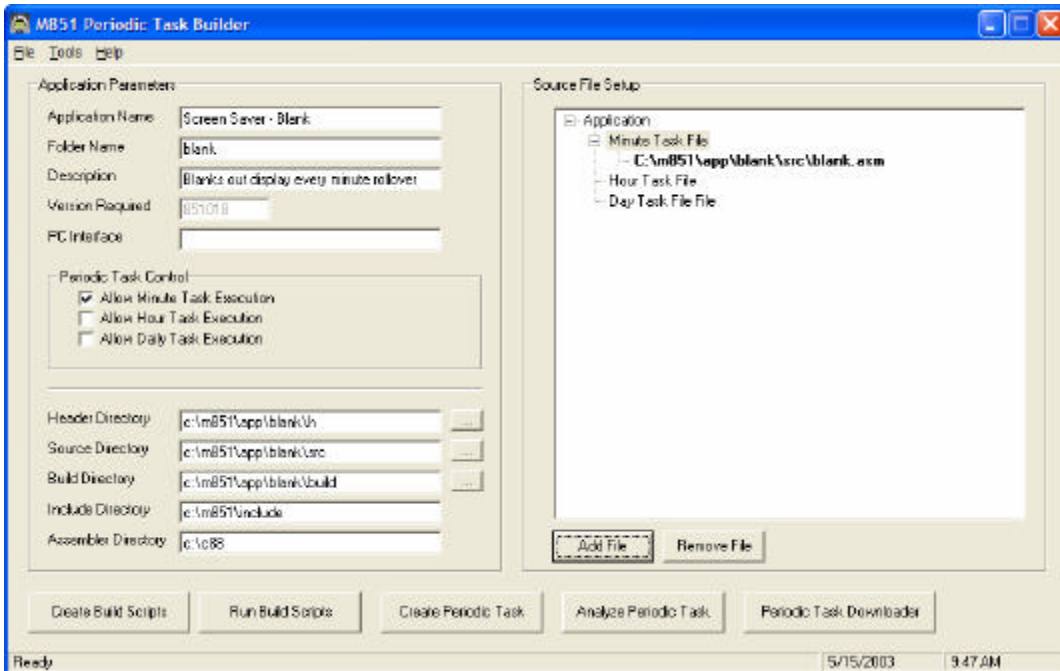 M851 Periodic Task Builder
File Tools Help
Application Parameters
Application Name Screen Saver - Blank
Folder Name blank
Description Blanks out display every minute rollover
Version Required 851018
PC Interface
Periodic Task Control
Allow Minute Task Execution
Allow Hour Task Execution
Allow Daily Task Execution
Header Directory c:\m851\app\blank\h ...
Source Directory c:\m851\app\blank\src ...
Build Directory c:\m851\app\blank\build ...
Include Directory c:\m851\include
Assembler Directory c:\c88
Source File Setup
Application
Minute Task File
C:\m851\app\blank\src\blank.asm
Hour Task File
Day Task File File
Add File Remove File
Create Build Scripts Run Build Scripts Create Periodic Task Analyze Periodic Task Periodic Task Downloader
Ready 5/15/2003 9:47 AM